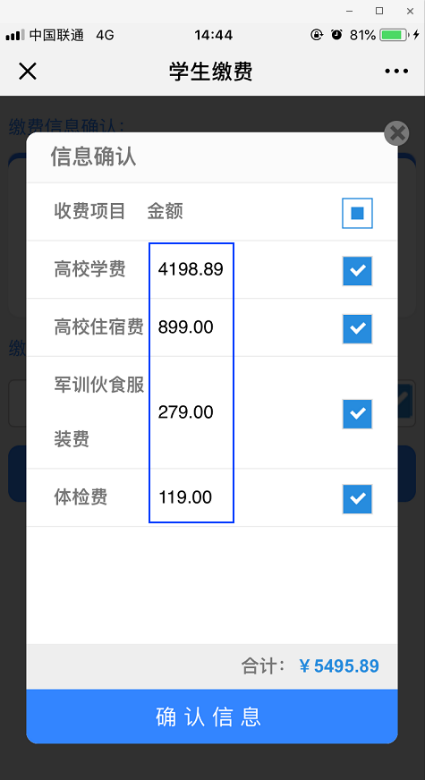 中国联通 4G 14:44 81%
学生缴费
缴费信息确认:
信息确认
收费项目 金额
高校学费 4198.89
高校住宿费 899.00
缴
军训伙食服
装费
279.00
体检费 119.00
合计: ¥5495.89
确认信息